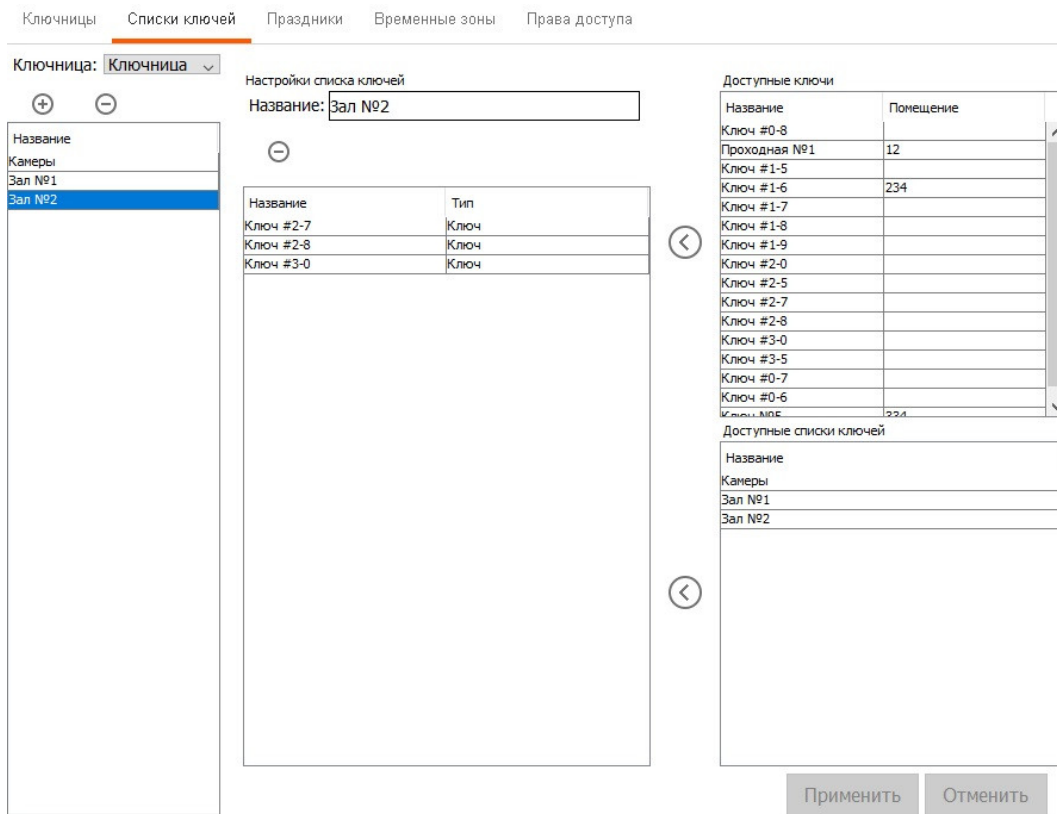 Ключницы Списки ключей Праздники Временные зоны Права доступа
Ключница: Ключница
Название
Камеры
Зал №1
Зал №2
Настройки списка ключей
Название: Зал №2
Название Тип
Ключ #2-7 Ключ
Ключ #2-8 Ключ
Ключ #3-0 Ключ
Доступные ключи
Название Помещение
Ключ #0-8
Проходная №1 12
Ключ #1-5
Ключ #1-6 234
Ключ #1-7
Ключ #1-8
Ключ #1-9
Ключ #2-0
Ключ #2-5
Ключ #2-7
Ключ #2-8
Ключ #3-0
Ключ #3-5
Ключ #0-7
Ключ #0-6
Ключ №5 334
Доступные списки ключей
Название
Камеры
Зал №1
Зал №2
Применить Отменить